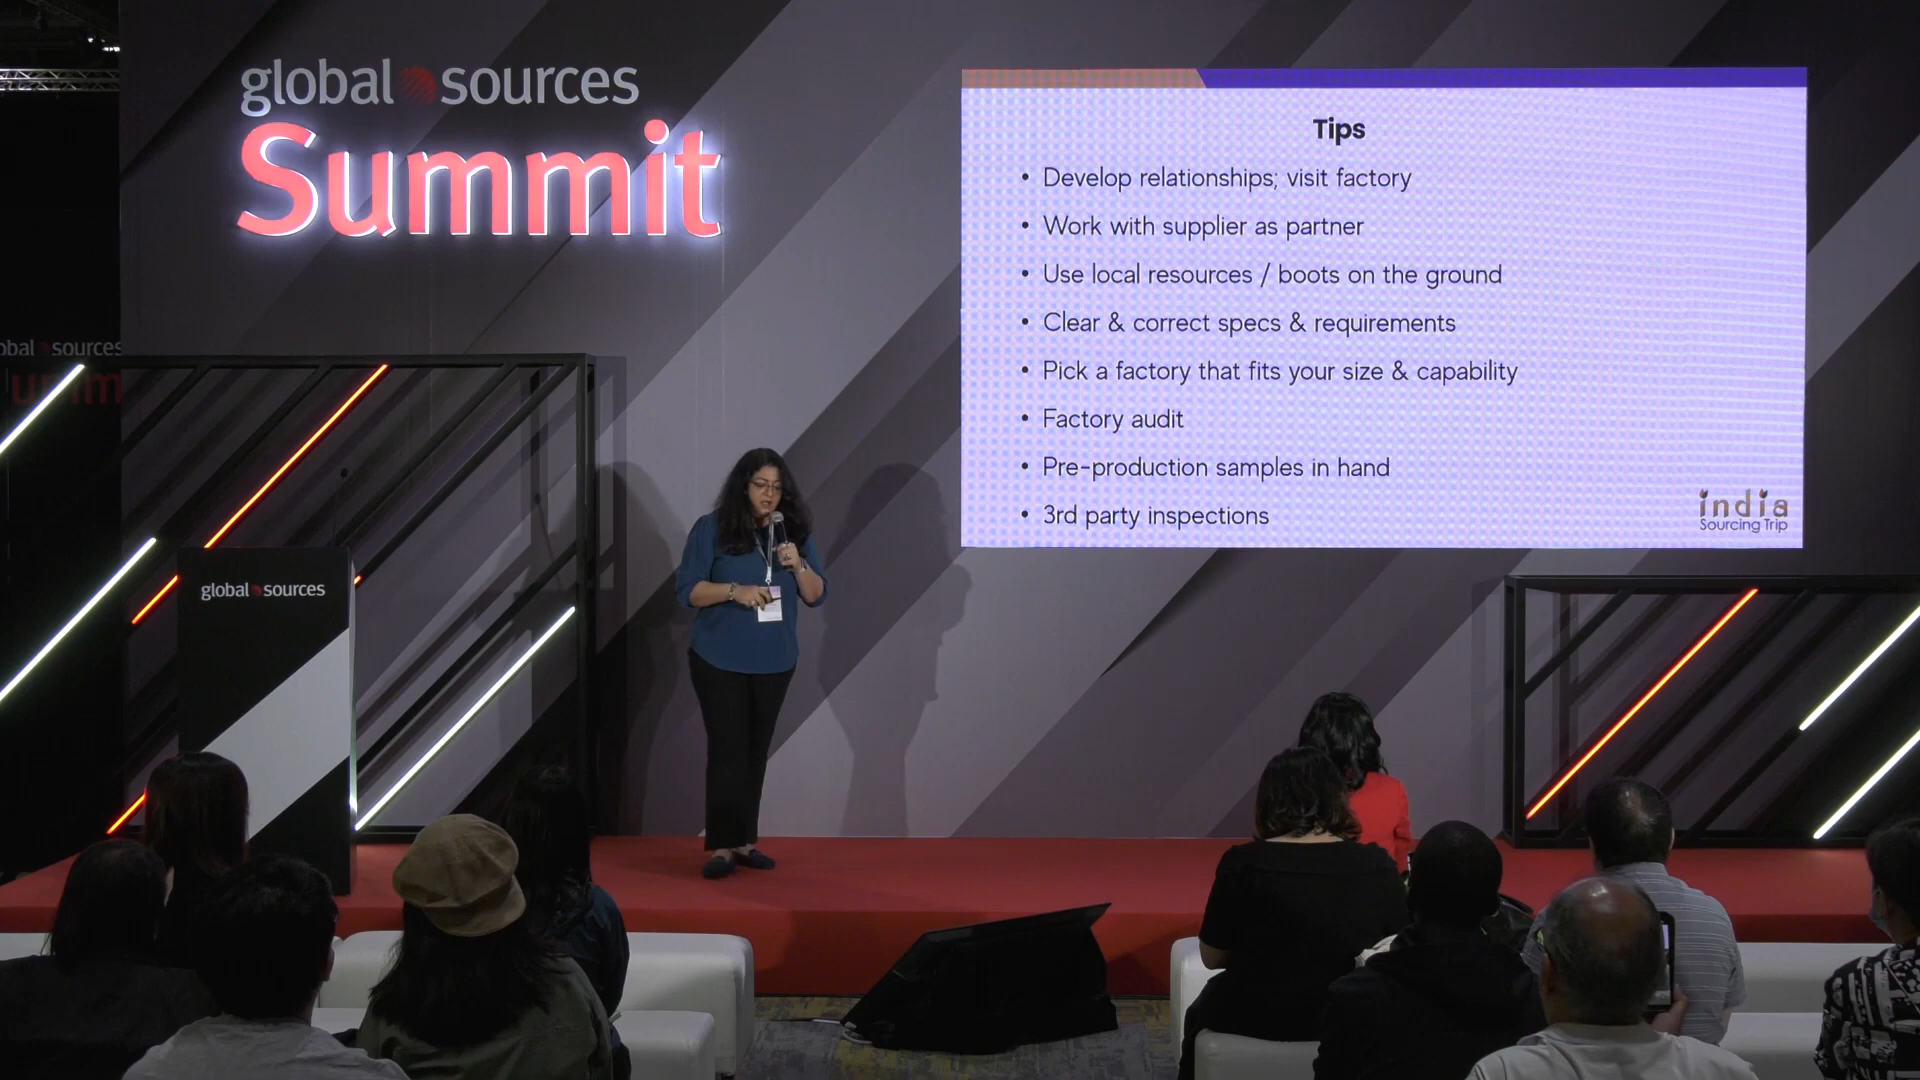 global sources
Summit
Tips
• Develop relationships; visit factory
• Work with supplier as partner
• Use local resources / boots on the ground
• Clear & correct specs & requirements
• Pick a factory that fits your size & capability
• Factory audit
• Pre-production samples in hand
• 3rd party inspections
india
Sourcing Trip
obal sources
umm
global sources